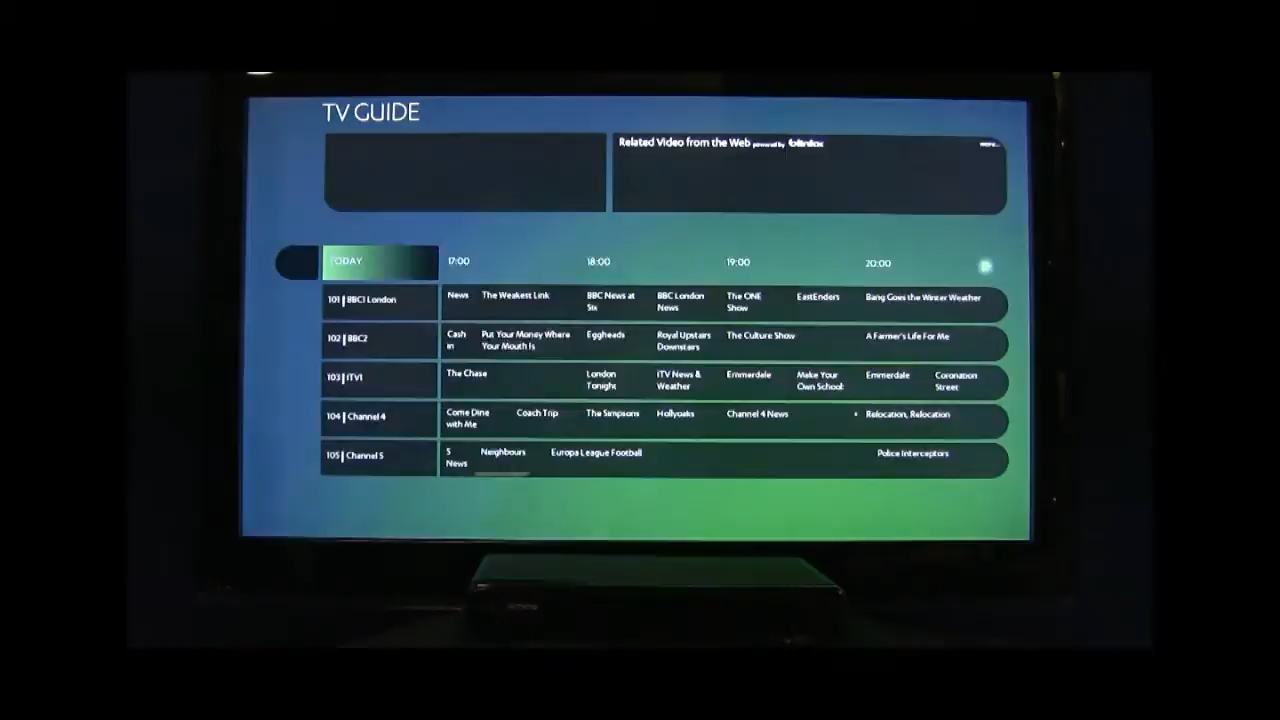 TV GUIDE
Related Video from the Web powered by blinkx
TODAY 17:00 18:00 19:00 20:00
101 | BBC1 London
News
The Weakest Link
BBC News at
Six
BBC London
News
The ONE
Show
EastEnders
Bang Goes the Winter Weather
102 | BBC2
Cash
in
Put Your Money Where
Your Mouth Is
Eggheads
Royal Upstairs
Downstairs
The Culture Show
A Farmer's Life For Me
103 | ITV1
The Chase
London
Tonight
ITV News &
Weather
Emmerdale
Make Your
Own School:
Emmerdale
Coronation
Street
104 | Channel 4
Come Dine
with Me
Coach Trip
The Simpsons
Hollyoaks
Channel 4 News
Relocation, Relocation
105 | Channel 5
5
News
Neighbours
Europa League Football
Police Interceptors